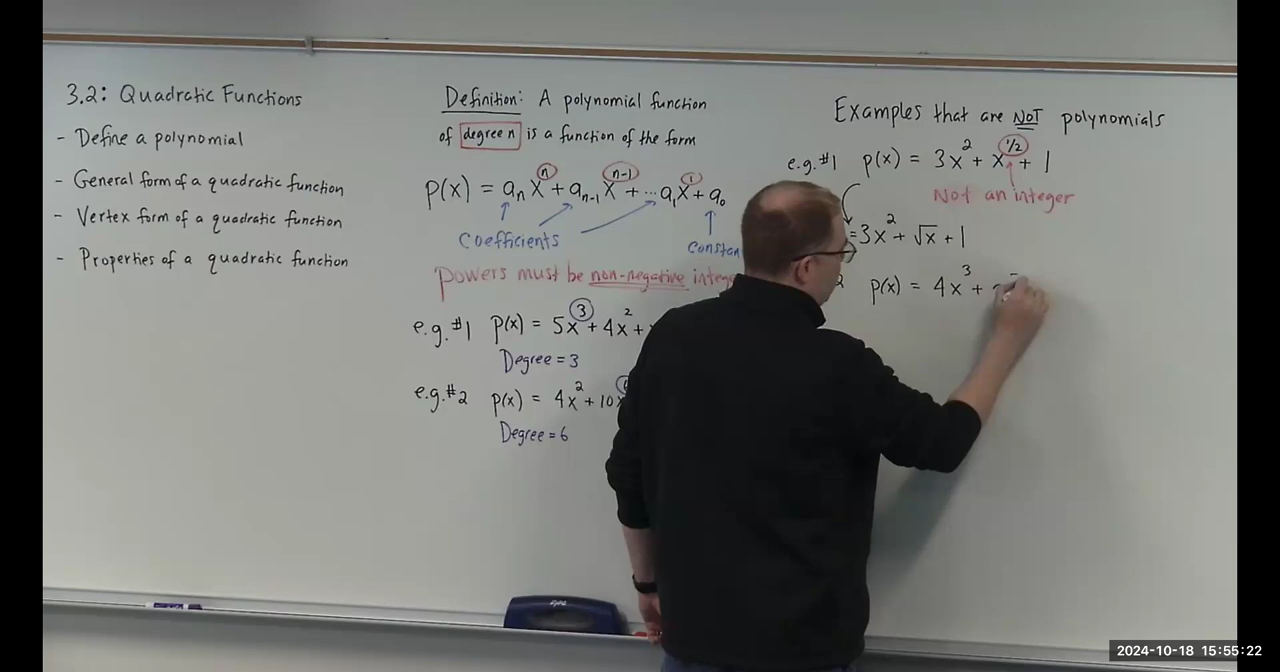 3.2: Quadratic Functions
- Define a polynomial
- General form of a quadratic function
- Vertex form of a quadratic function
- Properties of a quadratic function
Definition: A polynomial function
of degree n is a function of the form
p(x) = aₙxⁿ + aₙ₋₁xⁿ⁻¹ + ... a₁x¹ + a₀
Coefficients
Powers must be non-negative
e.g. #1 p(x) = 5x³ + 4x² +
Degree = 3
e.g. #2 p(x) = 4x² + 10x
Degree = 6
Examples that are NOT polynomials
e.g. #1 p(x) = 3x² + x^1/2 + 1
Not an integer
= 3x² + √x + 1
2 p(x) = 4x³ +
2024-10-18 15:55:22